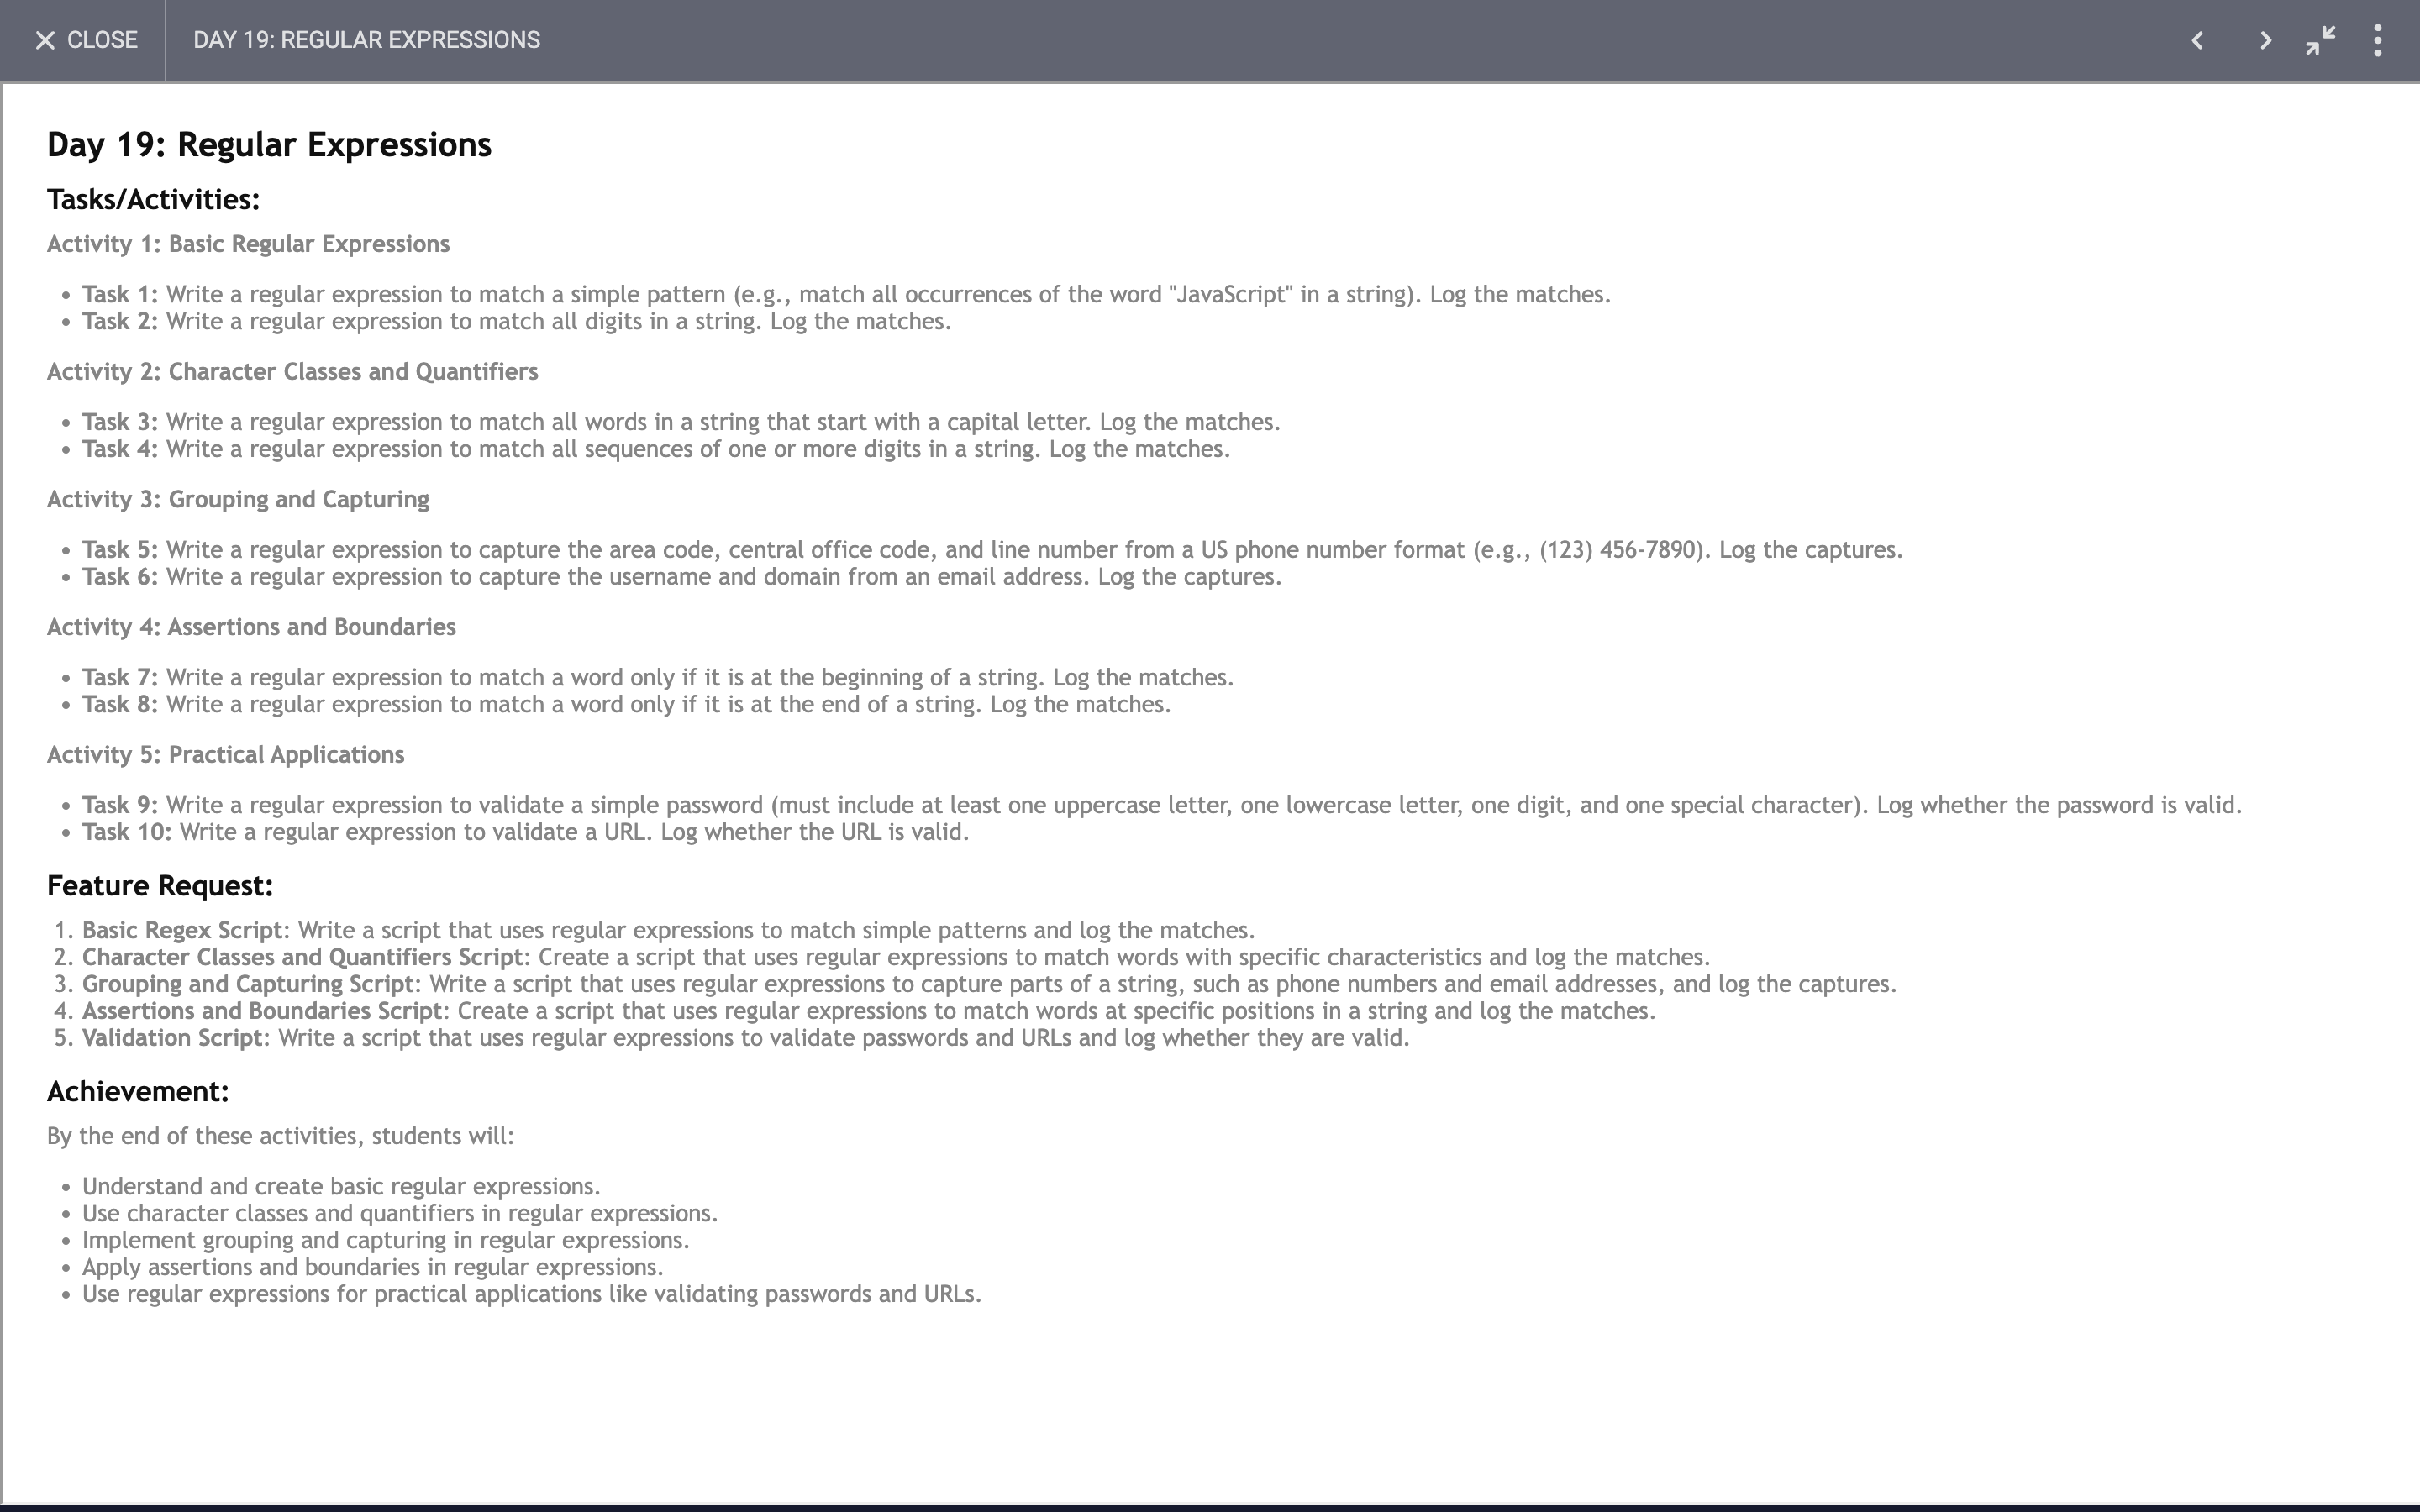 CLOSE
DAY 19: REGULAR EXPRESSIONS
Day 19: Regular Expressions
Tasks/Activities:
Activity 1: Basic Regular Expressions
• Task 1: Write a regular expression to match a simple pattern (e.g., match all occurrences of the word "JavaScript" in a string). Log the matches.
• Task 2: Write a regular expression to match all digits in a string. Log the matches.
Activity 2: Character Classes and Quantifiers
• Task 3: Write a regular expression to match all words in a string that start with a capital letter. Log the matches.
• Task 4: Write a regular expression to match all sequences of one or more digits in a string. Log the matches.
Activity 3: Grouping and Capturing
• Task 5: Write a regular expression to capture the area code, central office code, and line number from a US phone number format (e.g., (123) 456-7890). Log the captures.
• Task 6: Write a regular expression to capture the username and domain from an email address. Log the captures.
Activity 4: Assertions and Boundaries
• Task 7: Write a regular expression to match a word only if it is at the beginning of a string. Log the matches.
• Task 8: Write a regular expression to match a word only if it is at the end of a string. Log the matches.
Activity 5: Practical Applications
• Task 9: Write a regular expression to validate a simple password (must include at least one uppercase letter, one lowercase letter, one digit, and one special character). Log whether the password is valid.
• Task 10: Write a regular expression to validate a URL. Log whether the URL is valid.
Feature Request:
1. Basic Regex Script: Write a script that uses regular expressions to match simple patterns and log the matches.
2. Character Classes and Quantifiers Script: Create a script that uses regular expressions to match words with specific characteristics and log the matches.
3. Grouping and Capturing Script: Write a script that uses regular expressions to capture parts of a string, such as phone numbers and email addresses, and log the captures.
4. Assertions and Boundaries Script: Create a script that uses regular expressions to match words at specific positions in a string and log the matches.
5. Validation Script: Write a script that uses regular expressions to validate passwords and URLs and log whether they are valid.
Achievement:
By the end of these activities, students will:
• Understand and create basic regular expressions.
• Use character classes and quantifiers in regular expressions.
• Implement grouping and capturing in regular expressions.
• Apply assertions and boundaries in regular expressions.
• Use regular expressions for practical applications like validating passwords and URLs.